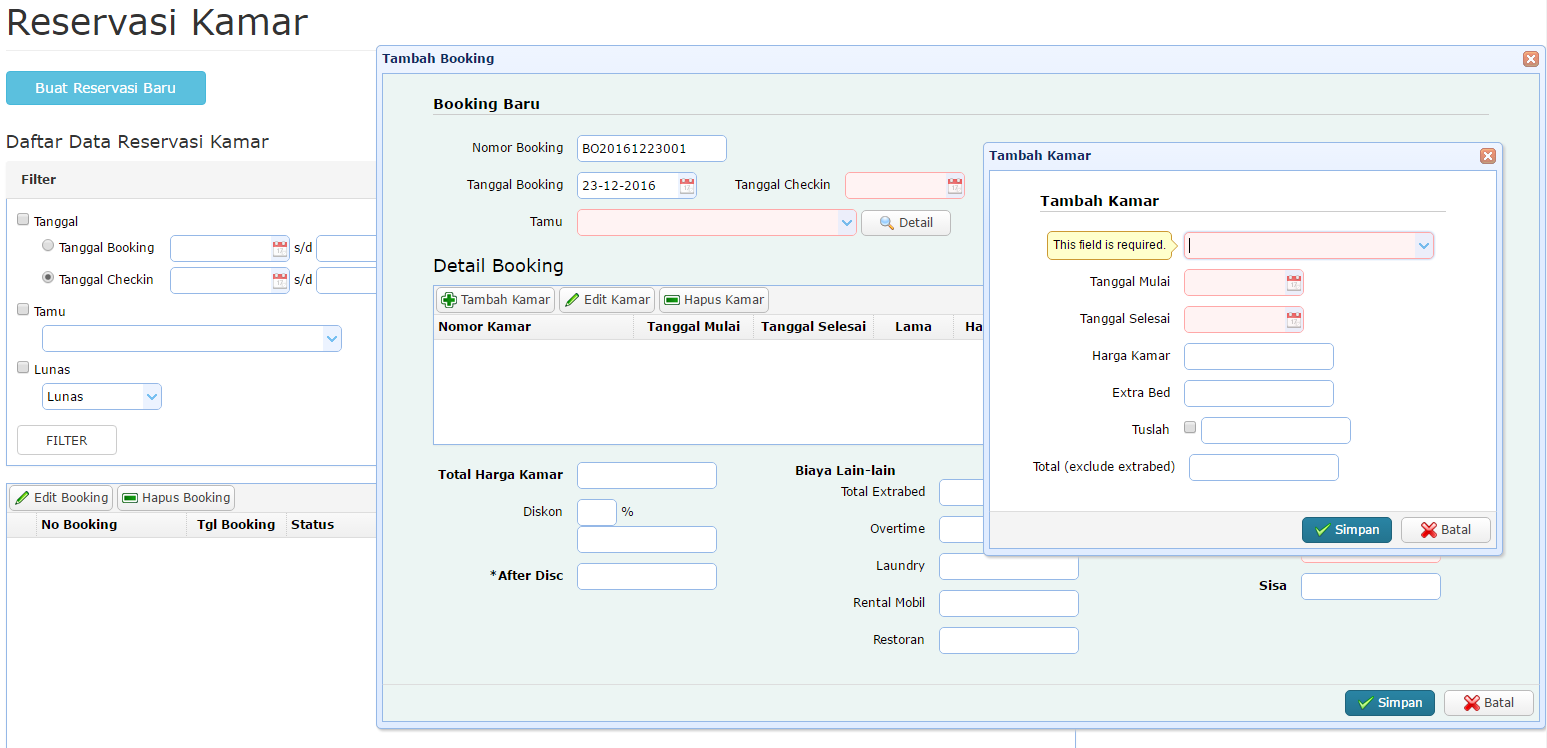 Reservasi Kamar
Buat Reservasi Baru
Daftar Data Reservasi Kamar
Filter
Tanggal
Tanggal Booking s/d
Tanggal Checkin s/d
Tamu
Lunas
Lunas
FILTER
Edit Booking Hapus Booking
No Booking Tgl Booking Status
Tambah Booking
Booking Baru
Nomor Booking BO20161223001
Tanggal Booking 23-12-2016 Tanggal Checkin
Tamu Detail
Detail Booking
Tambah Kamar Edit Kamar Hapus Kamar
Nomor Kamar Tanggal Mulai Tanggal Selesai Lama Ha
Total Harga Kamar
Diskon %
*After Disc
Biaya Lain-lain
Total Extrabed
Overtime
Laundry
Rental Mobil
Restoran
Sisa
Simpan Batal
Tambah Kamar
Tambah Kamar
This field is required.
Tanggal Mulai
Tanggal Selesai
Harga Kamar
Extra Bed
Tuslah
Total (exclude extrabed)
Simpan Batal